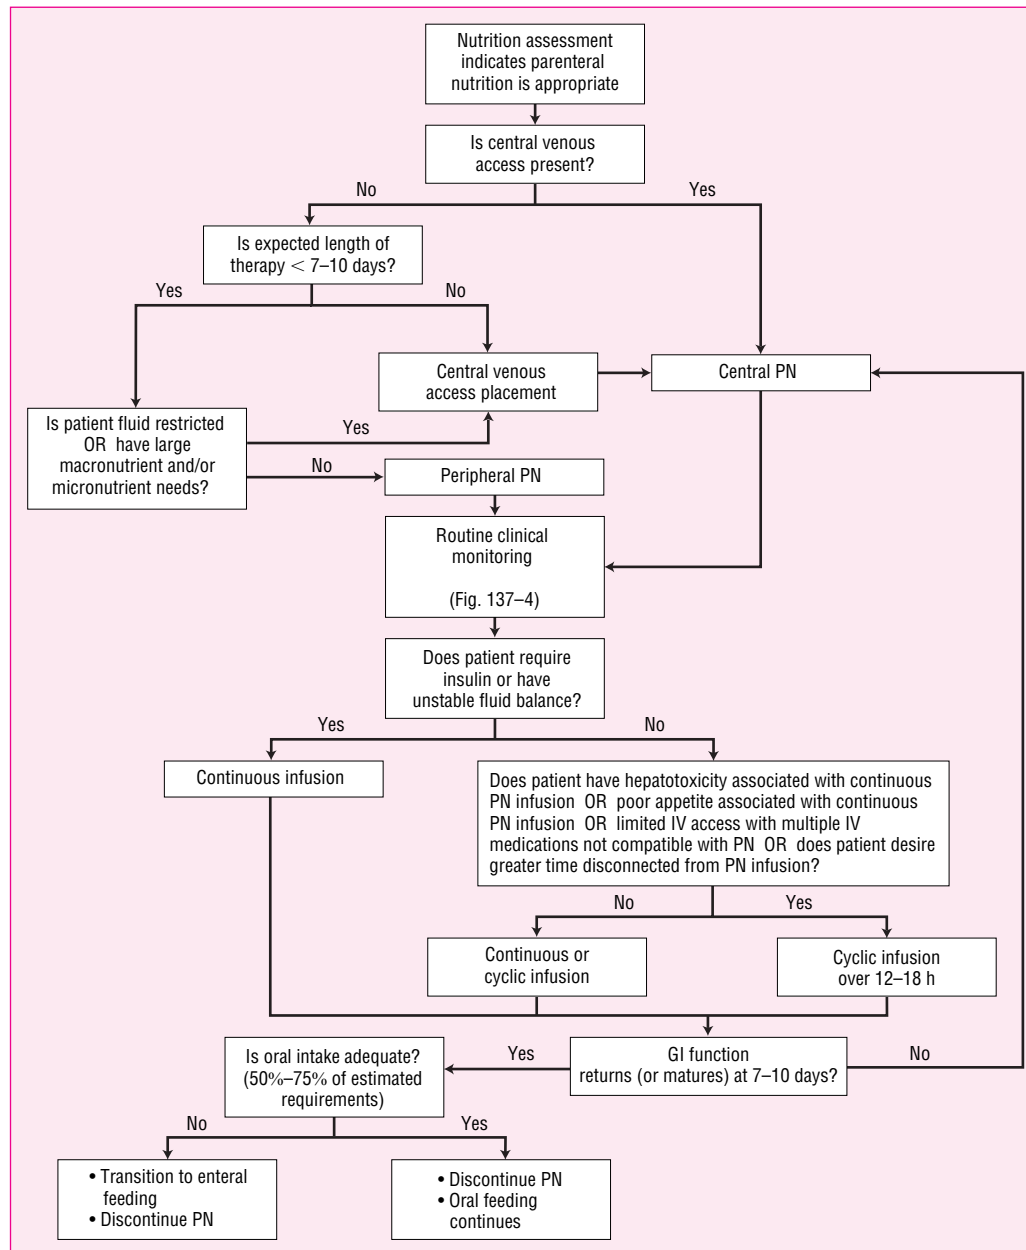 Nutrition assessment
indicates parenteral
nutrition is appropriate
Is central venous
access present?
No
Yes
Is expected length of
therapy < 7–10 days?
Yes
No
Central venous
access placement
Central PN
Is patient fluid restricted
OR have large
macronutrient and/or
micronutrient needs?
Yes
No
Peripheral PN
Routine clinical
monitoring
(Fig. 137–4)
Does patient require
insulin or have
unstable fluid balance?
Yes
No
Continuous infusion
Does patient have hepatotoxicity associated with continuous
PN infusion OR poor appetite associated with continuous
PN infusion OR limited IV access with multiple IV
medications not compatible with PN OR does patient desire
greater time disconnected from PN infusion?
No
Yes
Continuous or
cyclic infusion
Cyclic infusion
over 12–18 h
Is oral intake adequate?
(50%–75% of estimated
requirements)
Yes
GI function
returns (or matures) at 7–10 days?
No
No
Yes
• Transition to enteral
feeding
• Discontinue PN
• Discontinue PN
• Oral feeding
continues